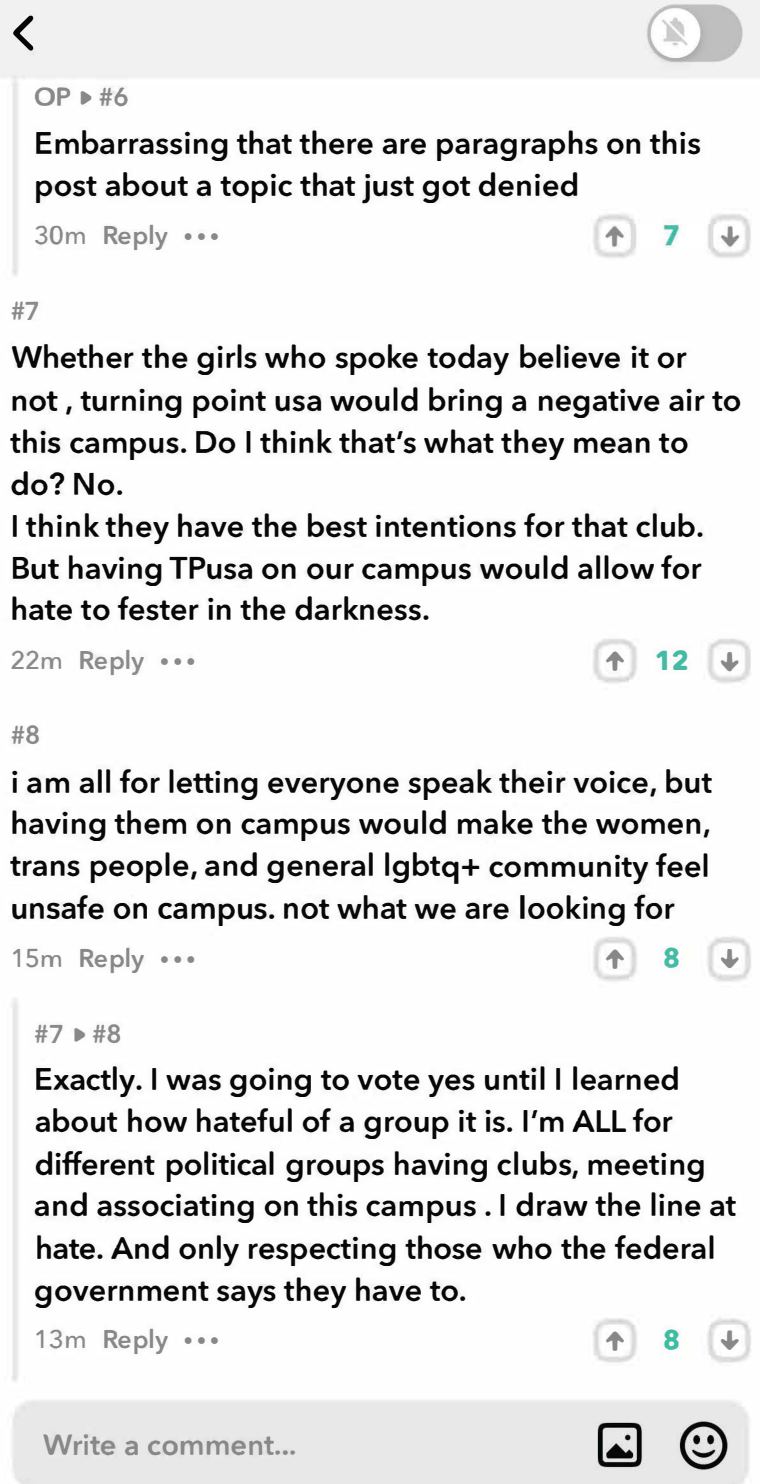 OP ▸ #6
Embarrassing that there are paragraphs on this
post about a topic that just got denied
30m Reply •••
7
#7
Whether the girls who spoke today believe it or
not , turning point usa would bring a negative air to
this campus. Do I think that’s what they mean to
do? No.
I think they have the best intentions for that club.
But having TPusa on our campus would allow for
hate to fester in the darkness.
22m Reply •••
12
#8
i am all for letting everyone speak their voice, but
having them on campus would make the women,
trans people, and general lgbtq+ community feel
unsafe on campus. not what we are looking for
15m Reply •••
8
#7 ▸ #8
Exactly. I was going to vote yes until I learned
about how hateful of a group it is. I’m ALL for
different political groups having clubs, meeting
and associating on this campus . I draw the line at
hate. And only respecting those who the federal
government says they have to.
13m Reply •••
8
Write a comment...